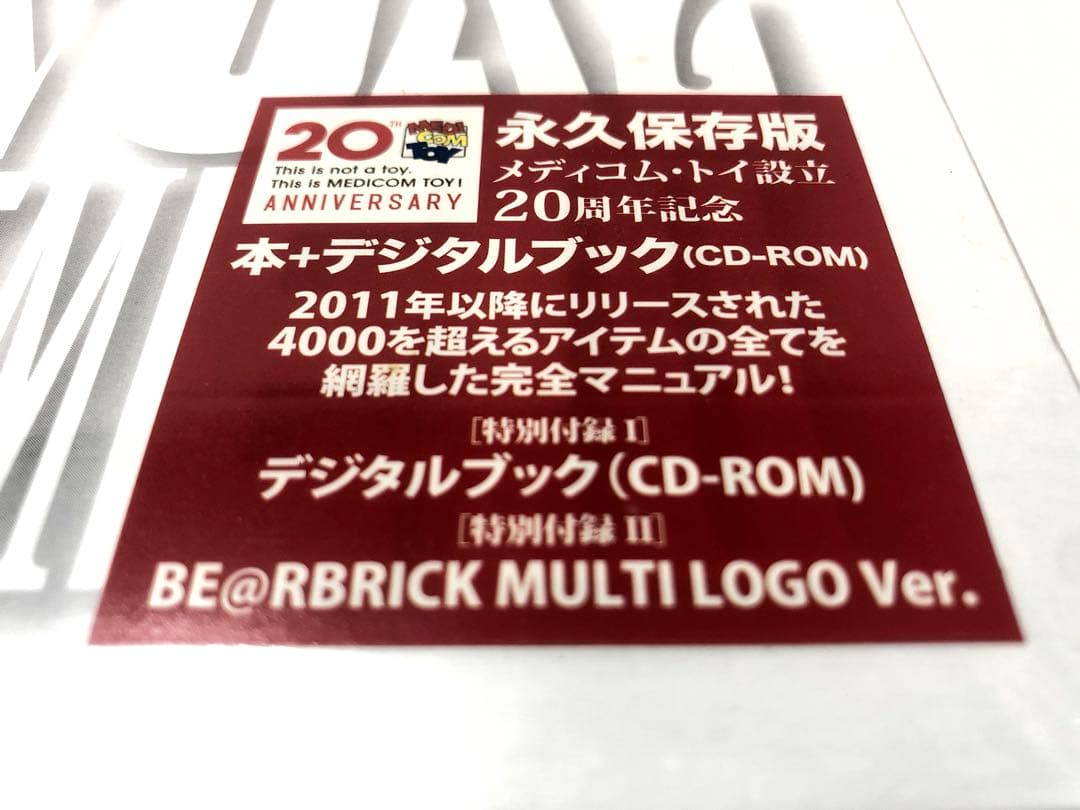 20TH
MEDI
COM
TOY
This is not a toy.
This is MEDICOM TOY!
ANNIVERSARY
永久保存版
メディコム・トイ設立
20周年記念
本+デジタルブック(CD-ROM)
2011年以降にリリースされた
4000を超えるアイテムの全てを
網羅した完全マニュアル!
[特別付録 I]
デジタルブック(CD-ROM)
[特別付録 II]
BE@RBRICK MULTI LOGO Ver.